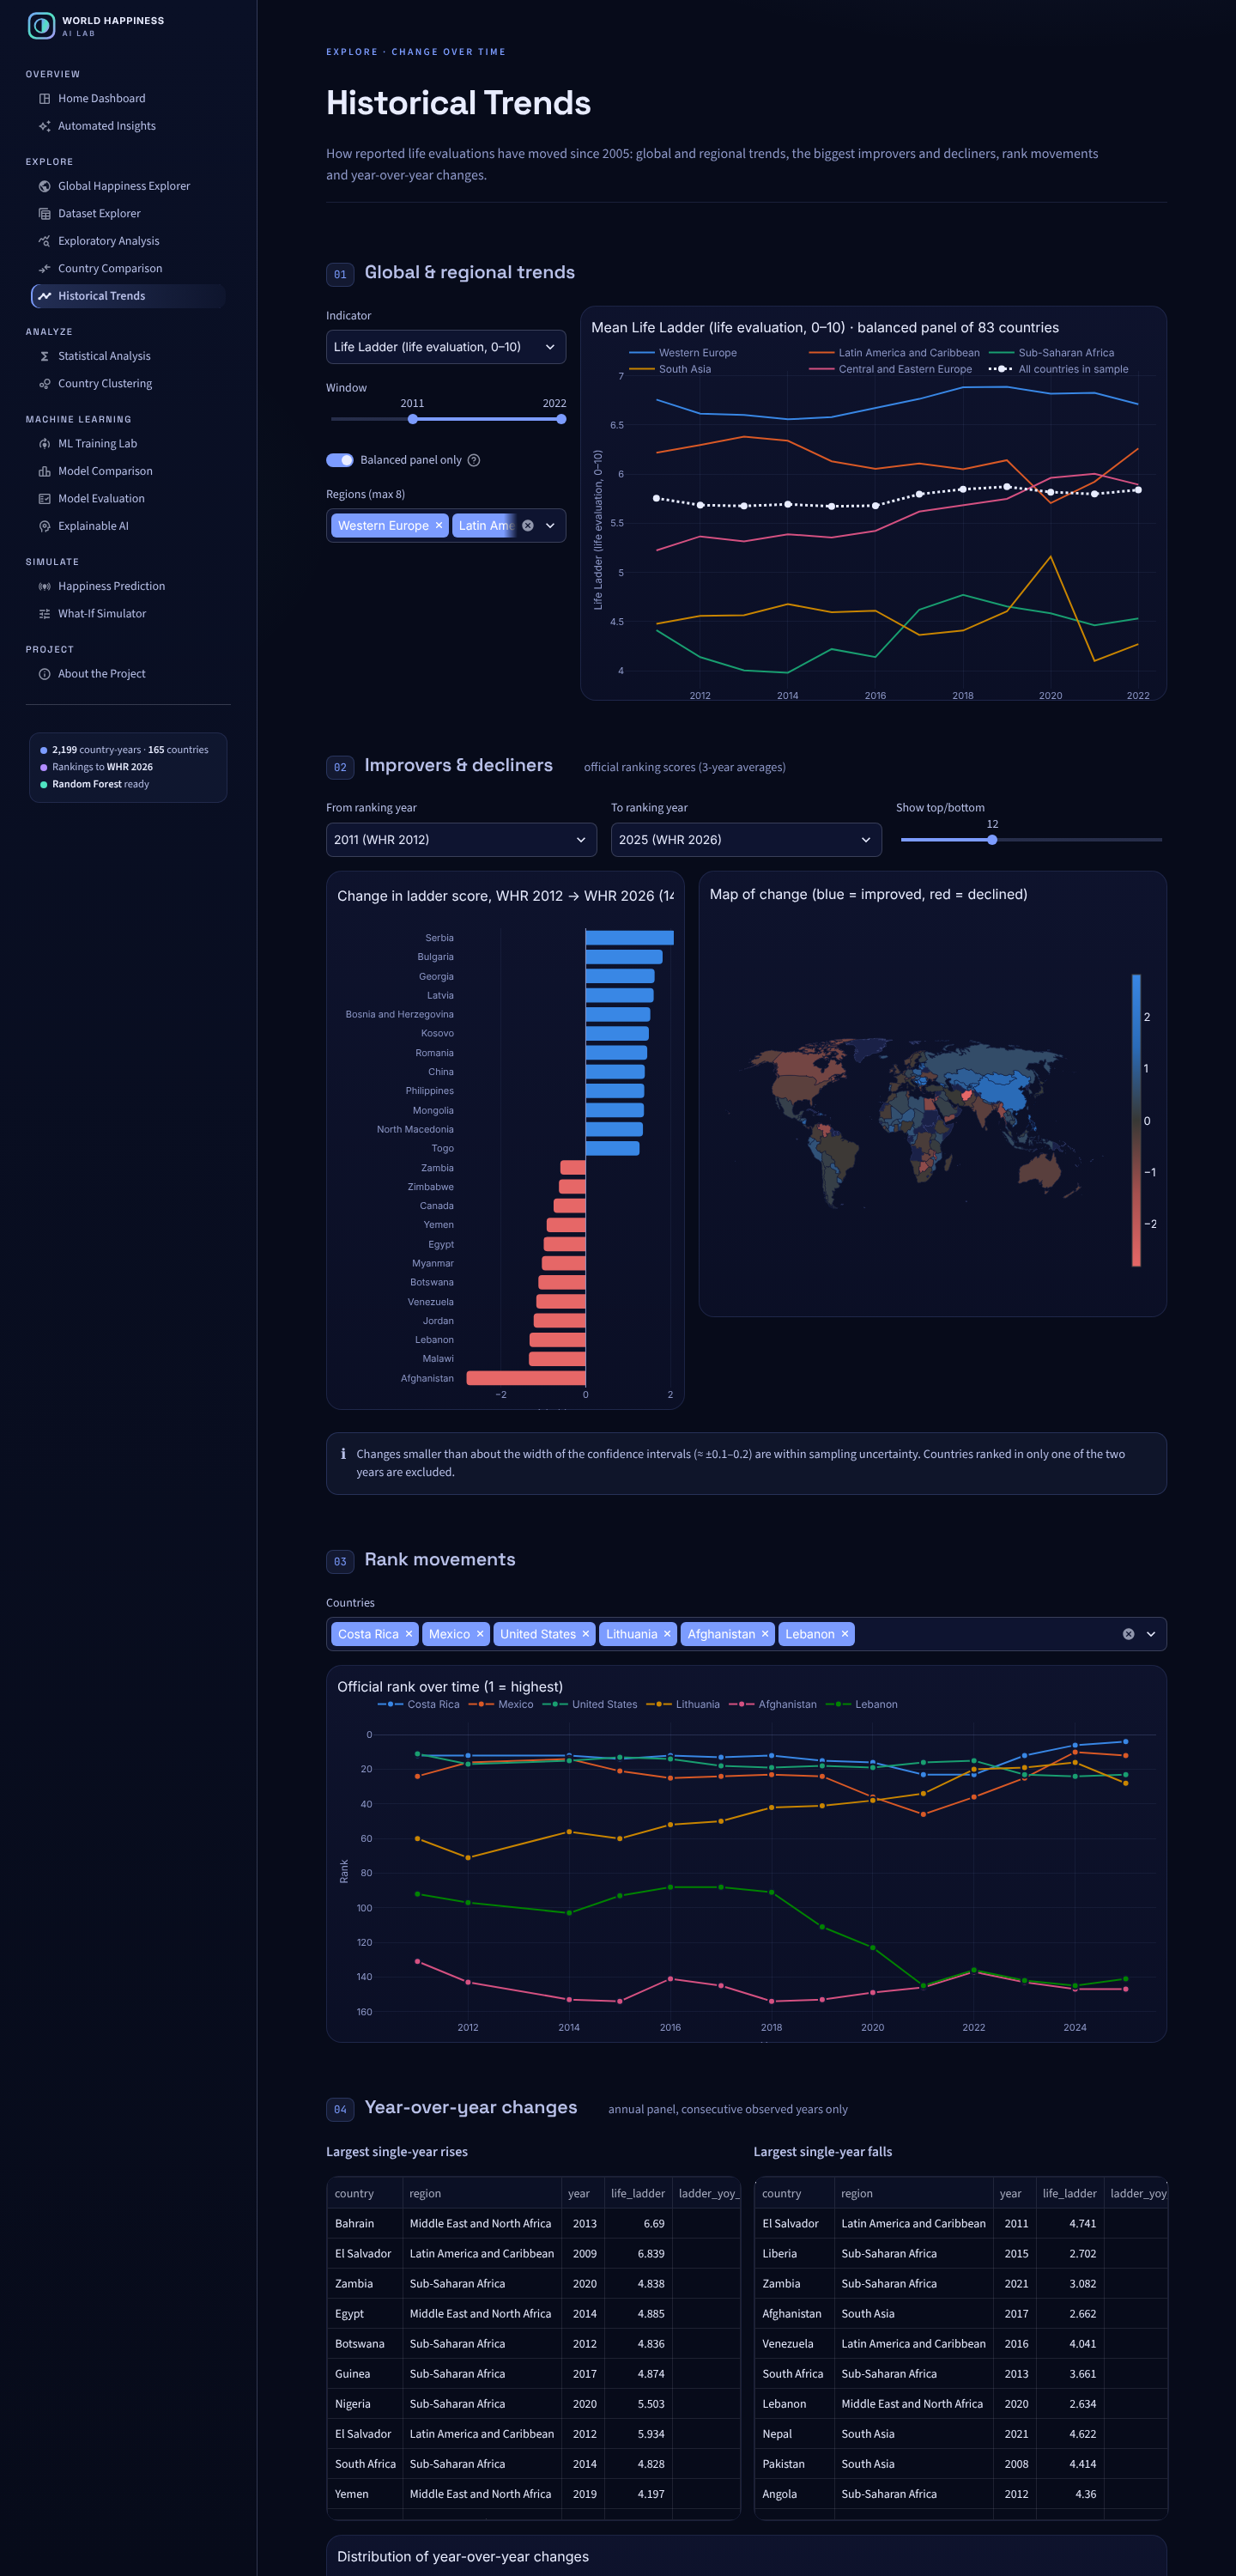 WORLD HAPPINESS
AI LAB
OVERVIEW
Home Dashboard
Automated Insights
EXPLORE
Global Happiness Explorer
Dataset Explorer
Exploratory Analysis
Country Comparison
Historical Trends
ANALYZE
Statistical Analysis
Country Clustering
MACHINE LEARNING
ML Training Lab
Model Comparison
Model Evaluation
Explainable AI
SIMULATE
Happiness Prediction
What-If Simulator
PROJECT
About the Project
2,199 country-years · 165 countries
Rankings to WHR 2026
Random Forest ready
EXPLORE · CHANGE OVER TIME
Historical Trends
How reported life evaluations have moved since 2005: global and regional trends, the biggest improvers and decliners, rank movements
and year-over-year changes.
01 Global & regional trends
Indicator
Life Ladder (life evaluation, 0–10)
Window
2011 2022
Balanced panel only
Regions (max 8)
Western Europe × Latin Ame
Mean Life Ladder (life evaluation, 0–10) · balanced panel of 83 countries
Western Europe Latin America and Caribbean Sub-Saharan Africa
South Asia Central and Eastern Europe All countries in sample
Life Ladder (life evaluation, 0–10)
7
6.5
6
5.5
5
4.5
4
2012 2014 2016 2018 2020 2022
02 Improvers & decliners official ranking scores (3-year averages)
From ranking year
2011 (WHR 2012)
To ranking year
2025 (WHR 2026)
Show top/bottom
12
Change in ladder score, WHR 2012 → WHR 2026 (14
Serbia
Bulgaria
Georgia
Latvia
Bosnia and Herzegovina
Kosovo
Romania
China
Philippines
Mongolia
North Macedonia
Togo
Zambia
Zimbabwe
Canada
Yemen
Egypt
Myanmar
Botswana
Venezuela
Jordan
Lebanon
Malawi
Afghanistan
−2 0 2
Map of change (blue = improved, red = declined)
2
1
0
−1
−2
Changes smaller than about the width of the confidence intervals (≈ ±0.1–0.2) are within sampling uncertainty. Countries ranked in only one of the two
years are excluded.
03 Rank movements
Countries
Costa Rica × Mexico × United States × Lithuania × Afghanistan × Lebanon ×
Official rank over time (1 = highest)
Costa Rica Mexico United States Lithuania Afghanistan Lebanon
Rank
0
20
40
60
80
100
120
140
160
2012 2014 2016 2018 2020 2022 2024
04 Year-over-year changes annual panel, consecutive observed years only
Largest single-year rises
country region year life_ladder ladder_yoy_
Bahrain Middle East and North Africa 2013 6.69
El Salvador Latin America and Caribbean 2009 6.839
Zambia Sub-Saharan Africa 2020 4.838
Egypt Middle East and North Africa 2014 4.885
Botswana Sub-Saharan Africa 2012 4.836
Guinea Sub-Saharan Africa 2017 4.874
Nigeria Sub-Saharan Africa 2020 5.503
El Salvador Latin America and Caribbean 2012 5.934
South Africa Sub-Saharan Africa 2014 4.828
Yemen Middle East and North Africa 2019 4.197
Largest single-year falls
country region year life_ladder ladder_yoy
El Salvador Latin America and Caribbean 2011 4.741
Liberia Sub-Saharan Africa 2015 2.702
Zambia Sub-Saharan Africa 2021 3.082
Afghanistan South Asia 2017 2.662
Venezuela Latin America and Caribbean 2016 4.041
South Africa Sub-Saharan Africa 2013 3.661
Lebanon Middle East and North Africa 2020 2.634
Nepal South Asia 2021 4.622
Pakistan South Asia 2008 4.414
Angola Sub-Saharan Africa 2012 4.36
Distribution of year-over-year changes